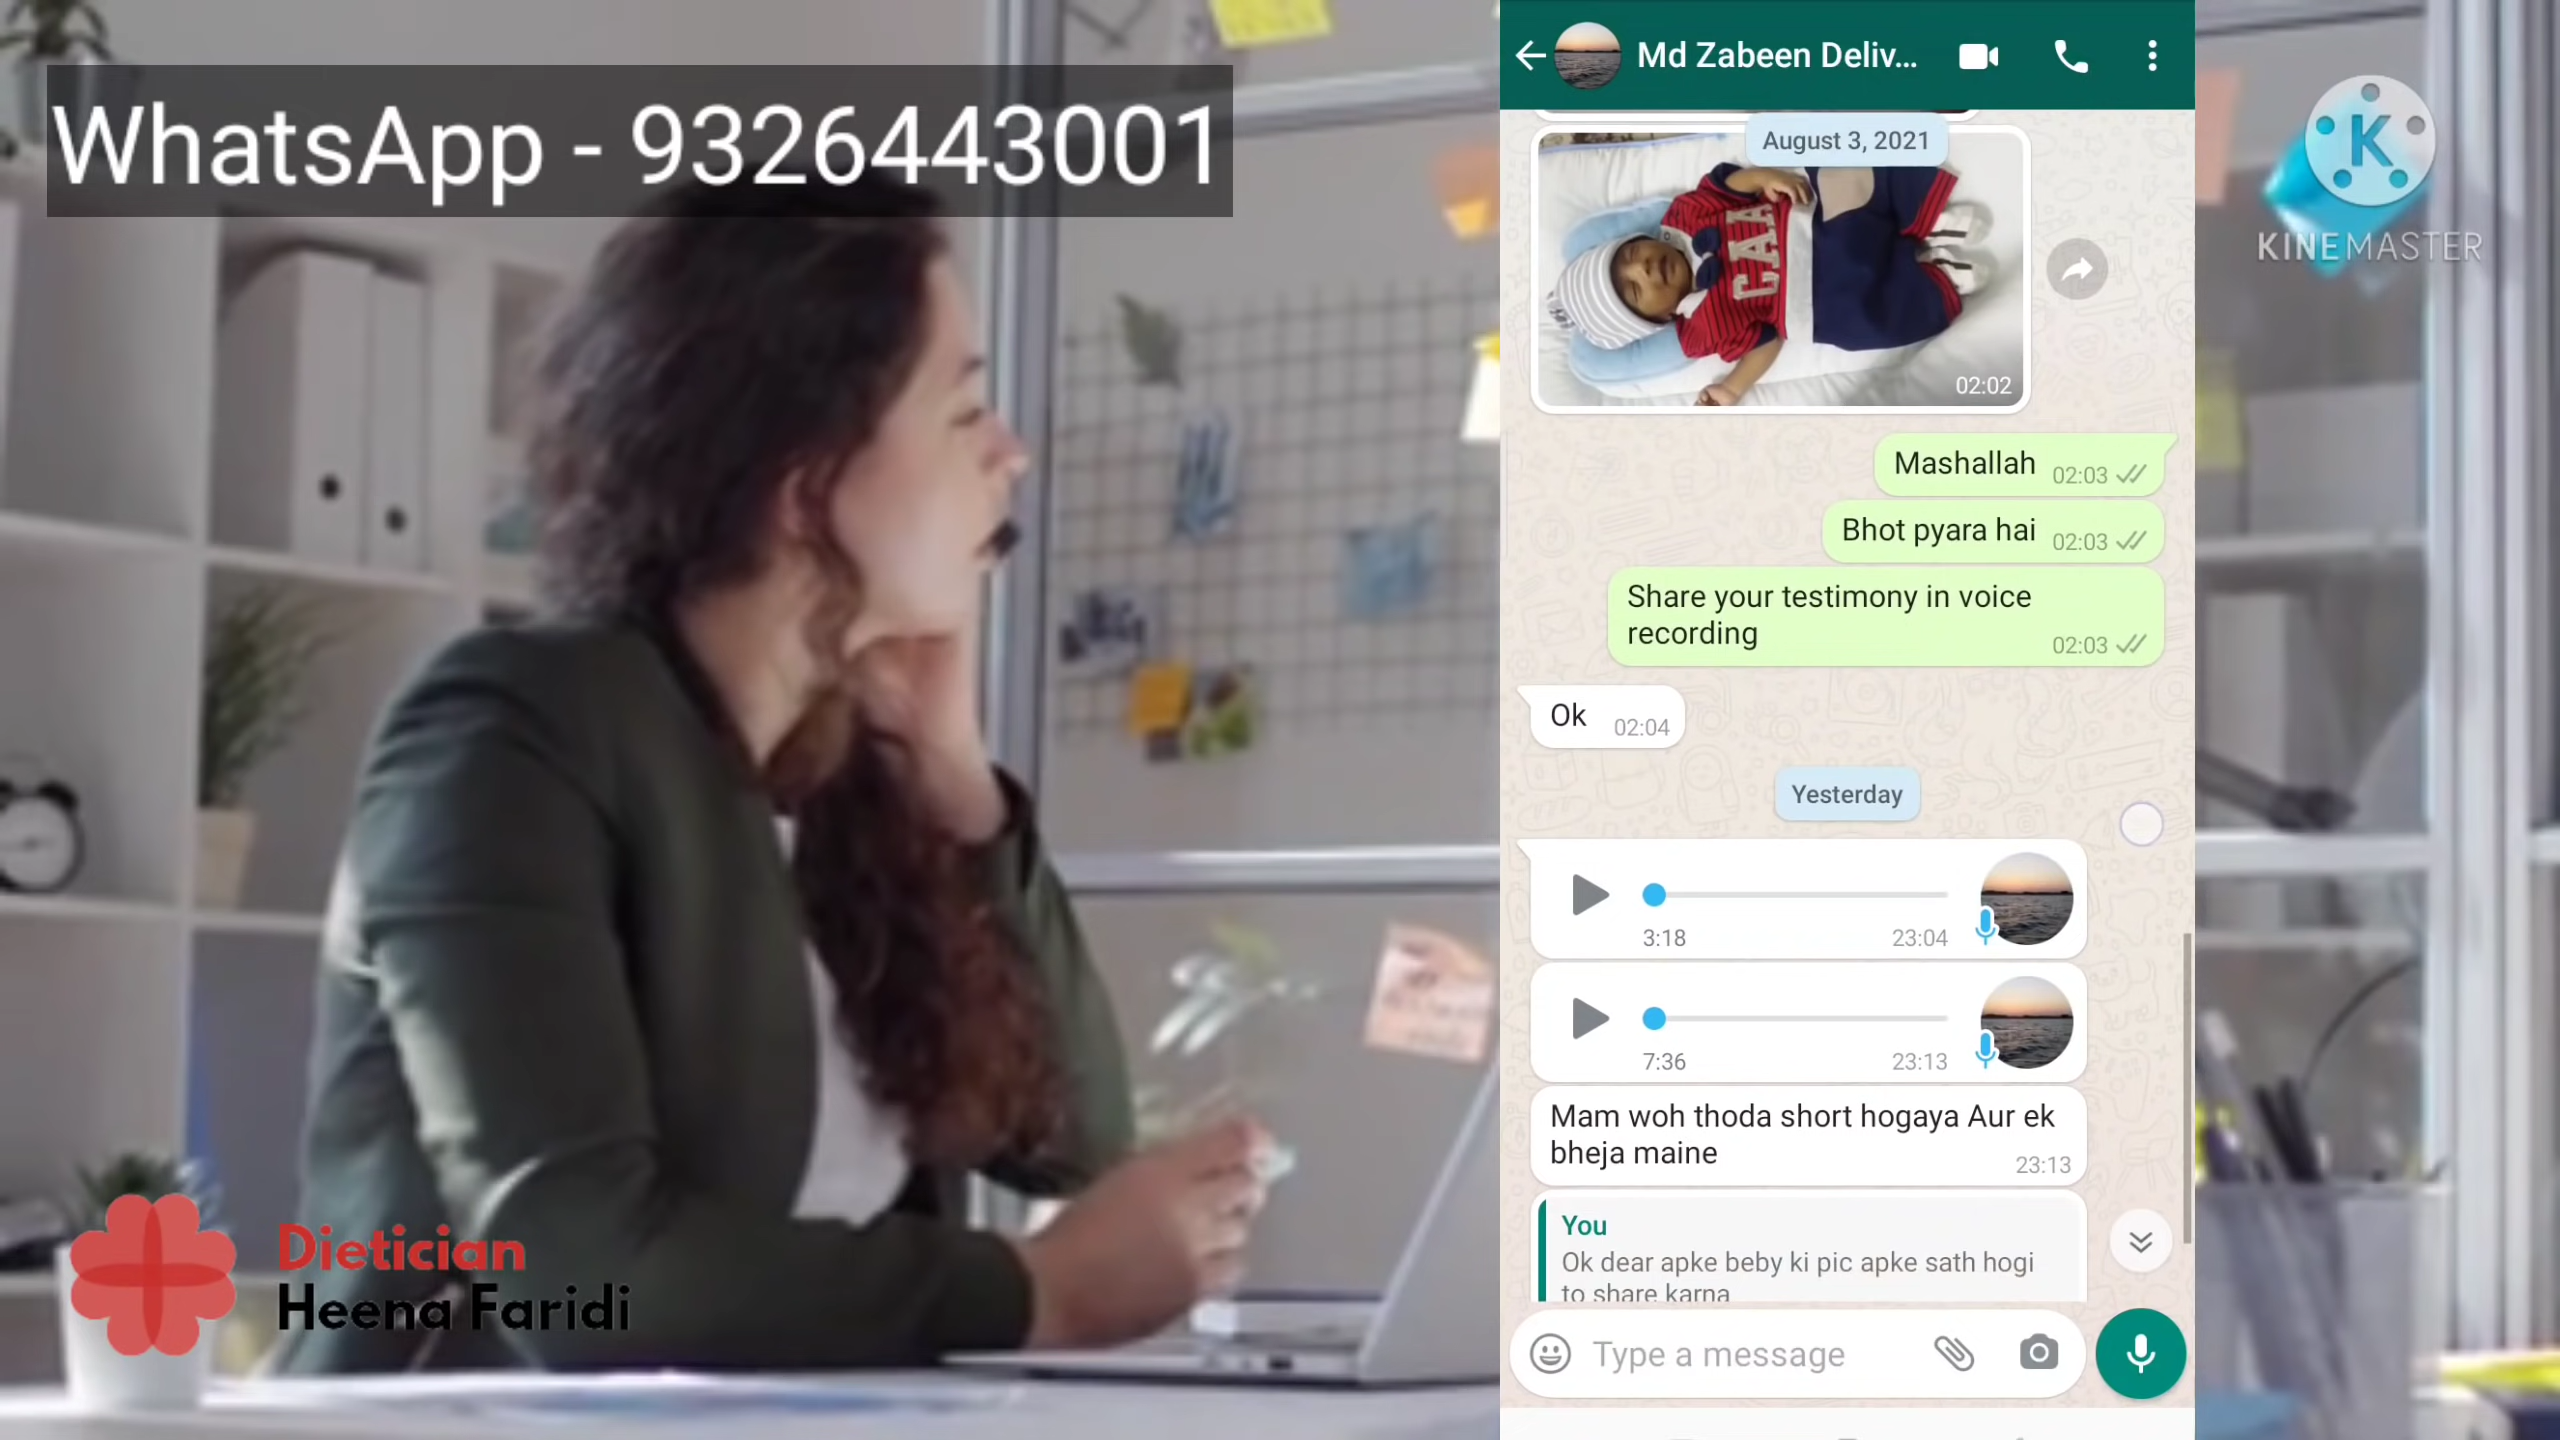 WhatsApp - 9326443001
Dietician
Heena Faridi
Md Zabeen Deliv...
August 3, 2021
CAA
02:02
Mashallah 02:03
Bhot pyara hai 02:03
Share your testimony in voice
recording 02:03
Ok 02:04
Yesterday
3:18 23:04
7:36 23:13
Mam woh thoda short hogaya Aur ek
bheja maine 23:13
You
Ok dear apke beby ki pic apke sath hogi
to share karna
Type a message
K
KINEMASTER